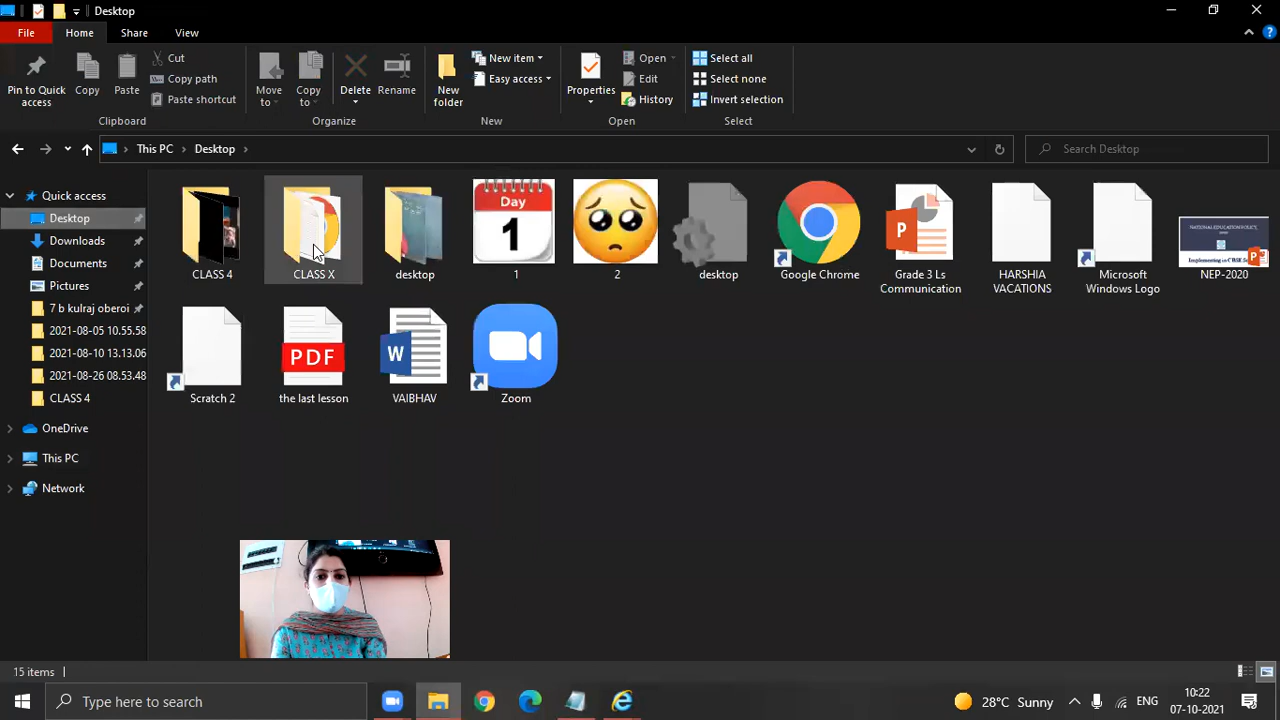 Desktop
File Home Share View
Pin to Quick access
Copy
Paste
Cut
Copy path
Paste shortcut
Clipboard
Move to
Copy to
Delete
Rename
Organize
New folder
New item
Easy access
New
Properties
Open
Edit
History
Open
Select all
Select none
Invert selection
Select
This PC Desktop
Search Desktop
Quick access
Desktop
Downloads
Documents
Pictures
7 b kulraj oberoi
2021-08-05 10.53.58
2021-08-10 13.13.06
2021-08-26 08.53.48
CLASS 4
OneDrive
This PC
Network
CLASS 4
CLASS X
desktop
Day
1
1
2
desktop
Google Chrome
P
Grade 3 Ls
Communication
HARSHIA
VACATIONS
Microsoft
Windows Logo
NATIONAL EDUCATION POLICY
NEP-2020
Scratch 2
PDF
the last lesson
W
VAIBHAV
Zoom
15 items
Type here to search
28°C Sunny
ENG
10:22
07-10-2021